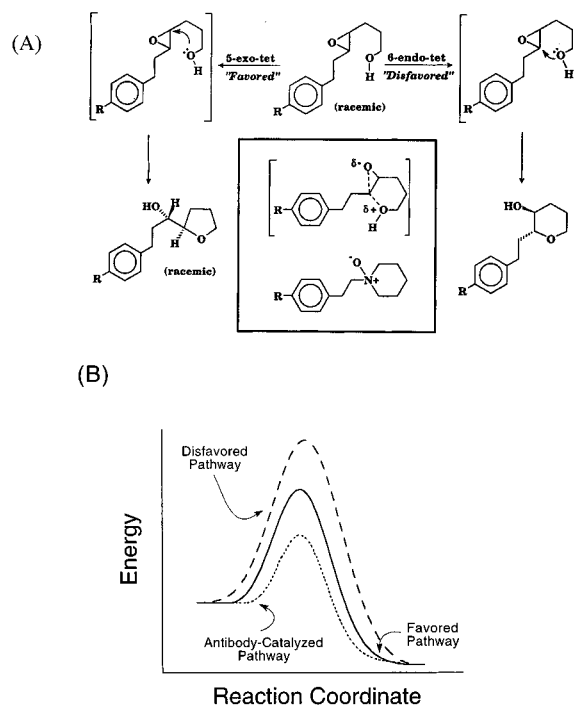 (A)
O
5-exo-tet
"Favored"
6-endo-tet
"Disfavored"
O
:O
H
R
O
O
H
R
(racemic)
O
:O
H
R
HO
H
H
O
R
(racemic)
δ-
O
δ+
O
H
R
-
O
N+
R
HO
O
R
(B)
Disfavored
Pathway
Energy
Antibody-Catalyzed
Pathway
Favored
Pathway
Reaction Coordinate